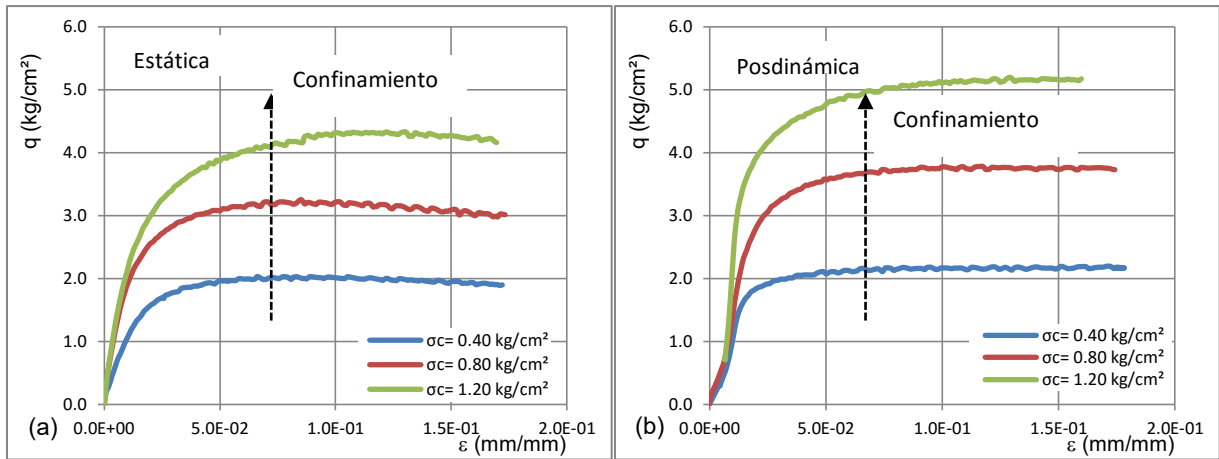 6.0
5.0
4.0
3.0
2.0
1.0
0.0
q (kg/cm²)
Estática
Confinamiento
σc= 0.40 kg/cm²
σc= 0.80 kg/cm²
σc= 1.20 kg/cm²
0.0E+00
5.0E-02
1.0E-01
1.5E-01
2.0E-01
ε (mm/mm)
(a)
6.0
5.0
4.0
3.0
2.0
1.0
0.0
q (kg/cm²)
Posdinámica
Confinamiento
σc= 0.40 kg/cm²
σc= 0.80 kg/cm²
σc= 1.20 kg/cm²
0.0E+00
5.0E-02
1.0E-01
1.5E-01
2.0E-01
ε (mm/mm)
(b)